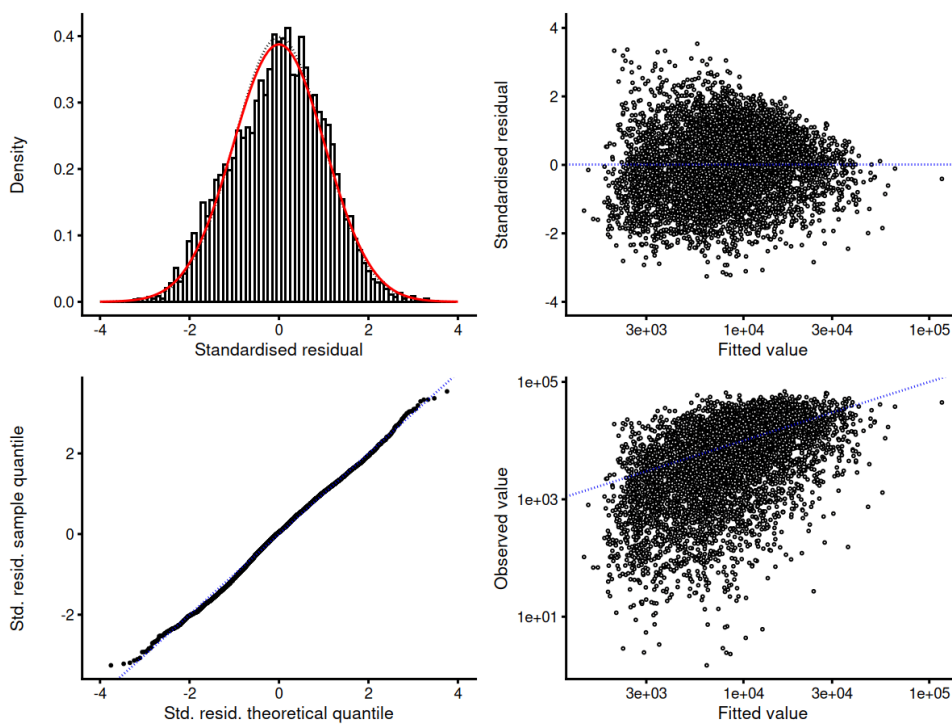 Density
0.4
0.3
0.2
0.1
0.0
-4 -2 0 2 4
Standardised residual
Standardised residual
4
2
0
-2
-4
3e+03 1e+04 3e+04 1e+05
Fitted value
Std. resid. sample quantile
2
0
-2
-4 -2 0 2 4
Std. resid. theoretical quantile
Observed value
1e+05
1e+03
1e+01
3e+03 1e+04 3e+04 1e+05
Fitted value